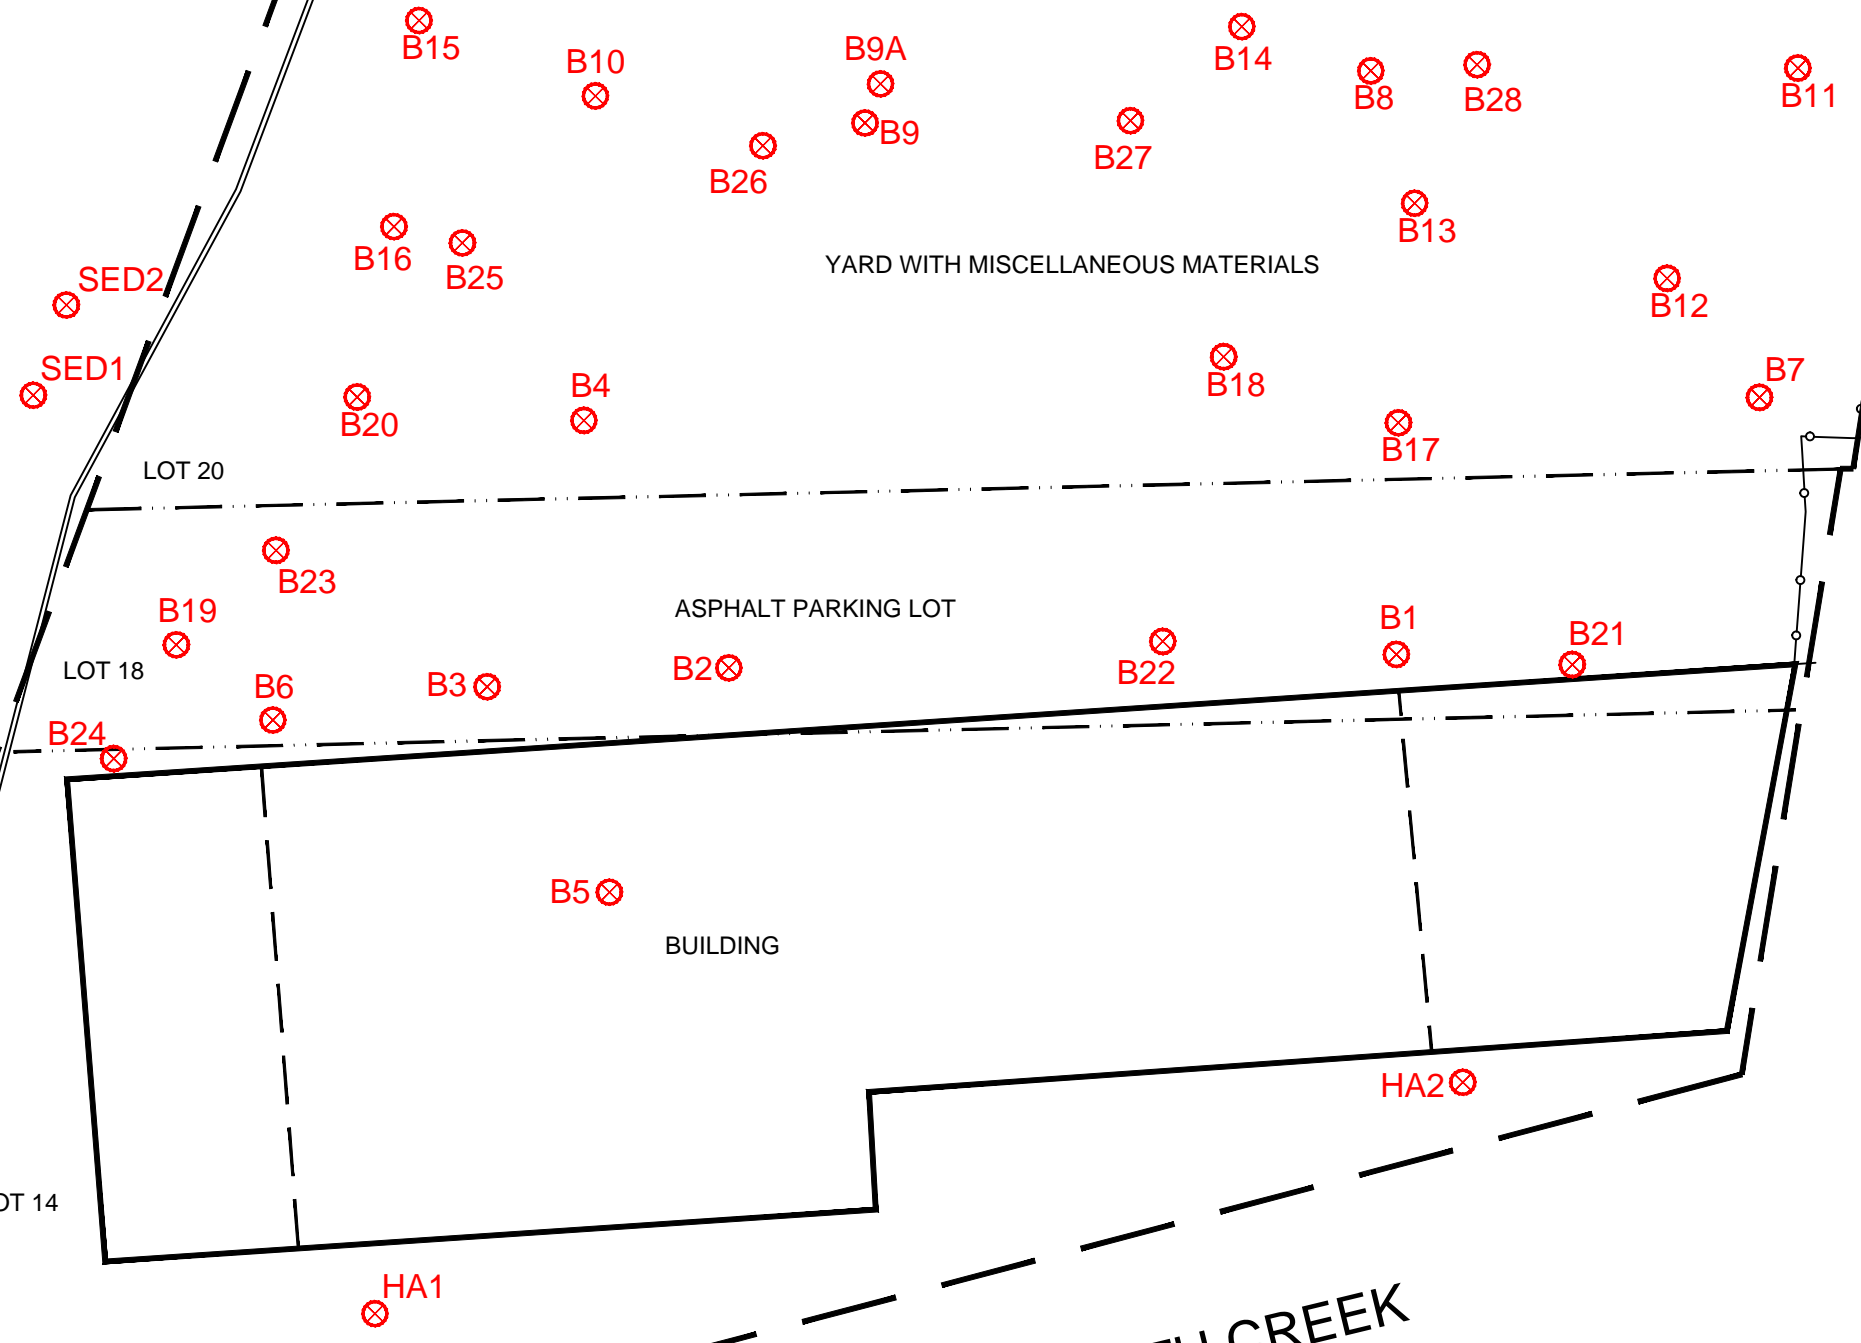 B15
B10
B9A
B14
B8
B28
B11
B9
B26
B27
B16
B25
B13
YARD WITH MISCELLANEOUS MATERIALS
SED2
B12
SED1
B20
B4
B18
B7
B17
LOT 20
B23
B19
ASPHALT PARKING LOT
B1
B21
B22
LOT 18
B6
B3
B2
B24
B5
BUILDING
HA2
OT 14
HA1
CREEK